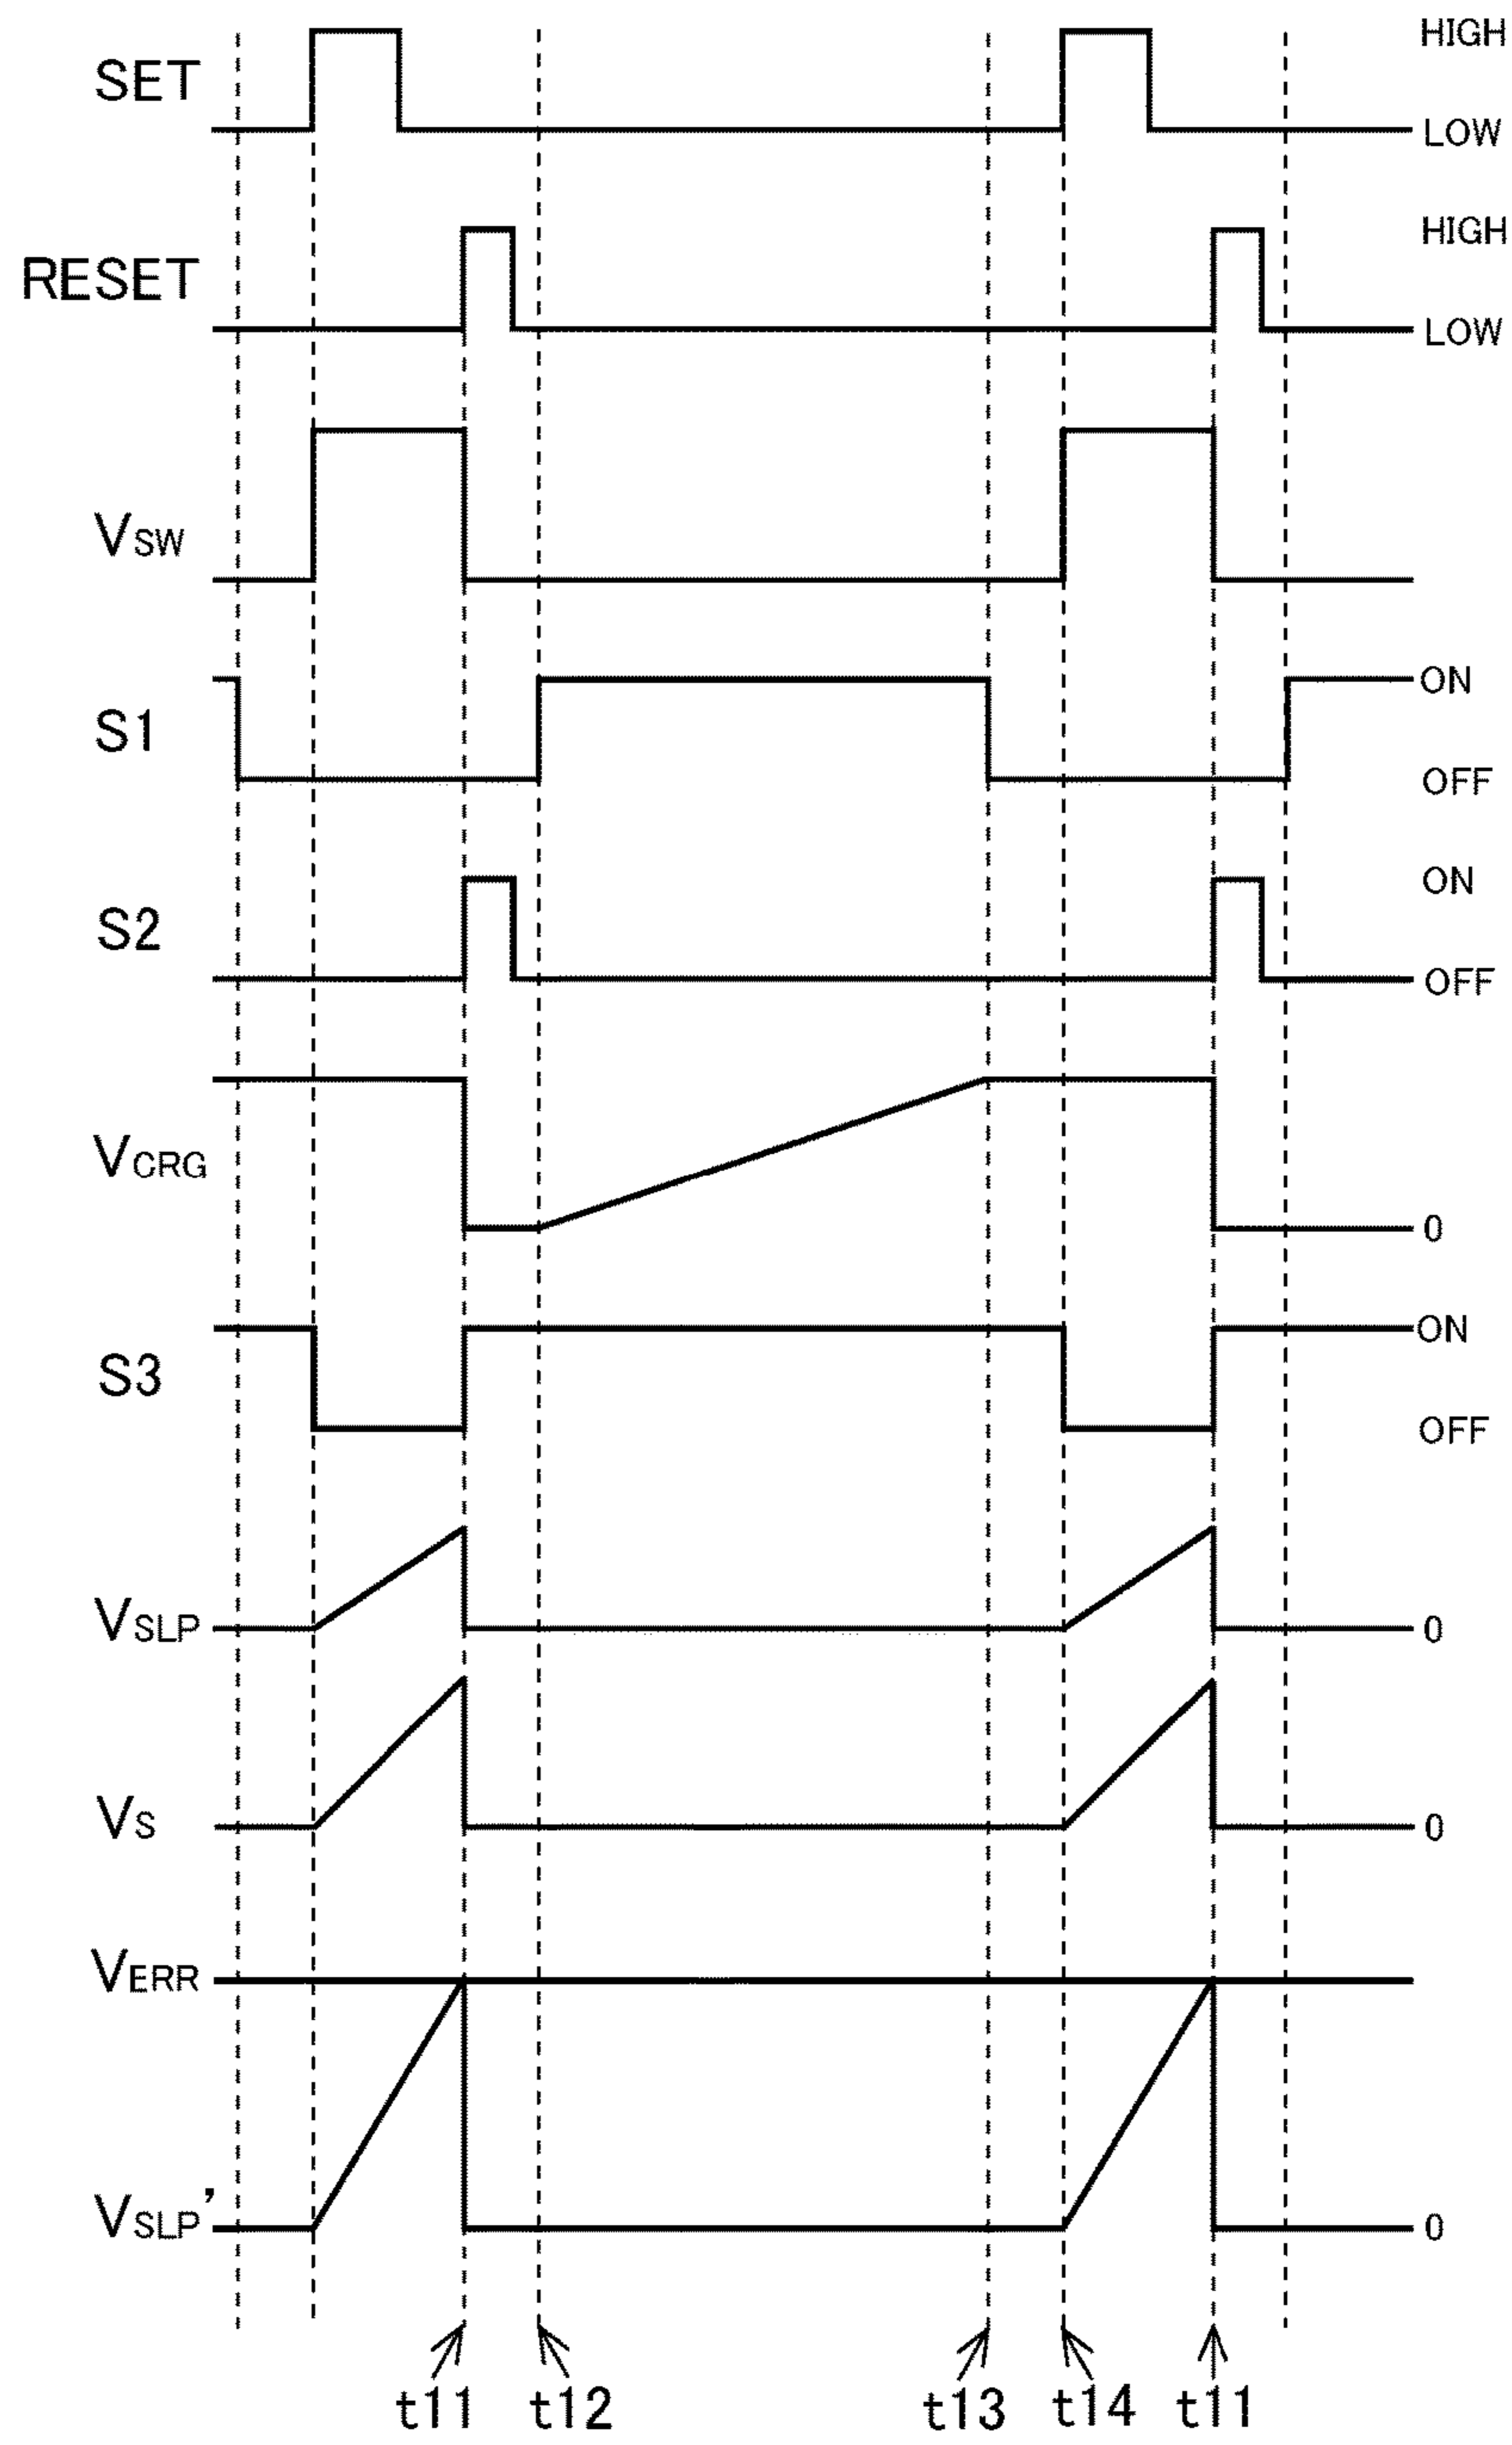 HIGH
SET
LOW
HIGH
RESET
LOW
VSW
S1
ON
OFF
S2
ON
OFF
VCRG
0
S3
ON
OFF
VSLP
0
VS
0
VERR
VSLP'
0
t11 t12 t13 t14 t11